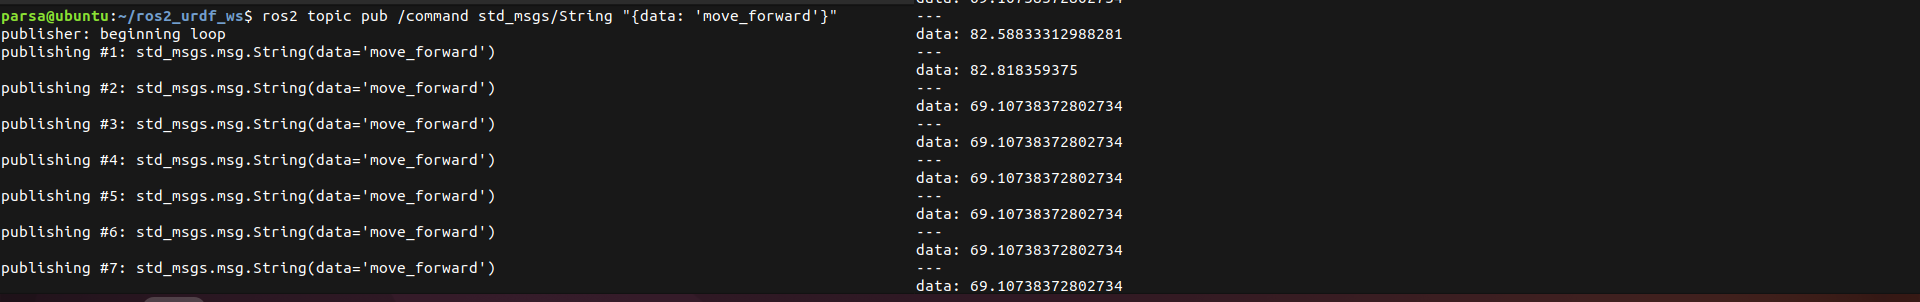 parsa@ubuntu:~/ros2_urdf_ws$ ros2 topic pub /command std_msgs/String "{data: 'move_forward'}"
publisher: beginning loop
publishing #1: std_msgs.msg.String(data='move_forward')
publishing #2: std_msgs.msg.String(data='move_forward')
publishing #3: std_msgs.msg.String(data='move_forward')
publishing #4: std_msgs.msg.String(data='move_forward')
publishing #5: std_msgs.msg.String(data='move_forward')
publishing #6: std_msgs.msg.String(data='move_forward')
publishing #7: std_msgs.msg.String(data='move_forward')
data: 69.10738372802734
---
data: 82.58833312988281
---
data: 82.818359375
---
data: 69.10738372802734
---
data: 69.10738372802734
---
data: 69.10738372802734
---
data: 69.10738372802734
---
data: 69.10738372802734
---
data: 69.10738372802734